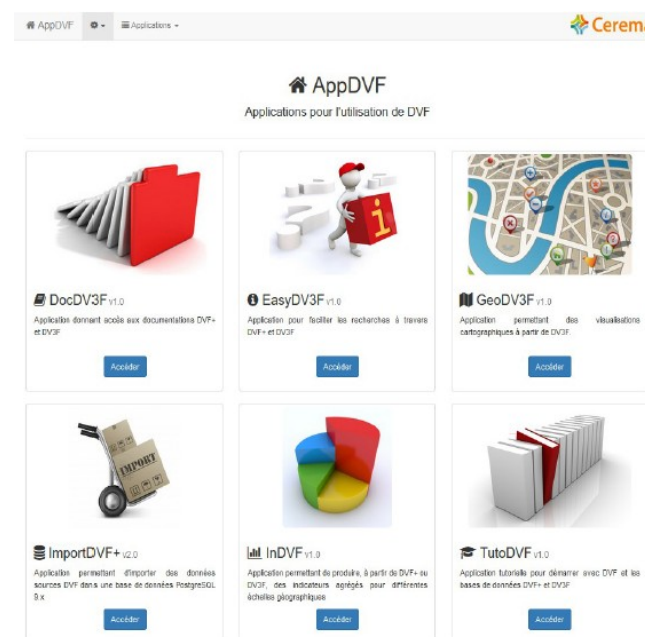 AppDVF
Applications
Cerema
AppDVF
Applications pour l'utilisation de DVF
DocDV3F v1.0
Application donnant accès aux documentations DVF+
et DV3F
Accéder
EasyDV3F v1.0
Application pour faciliter les recherches à travers
DVF+ et DV3F
Accéder
GeoDV3F v1.0
Application permettant des visualisations
cartographiques à partir de DV3F.
Accéder
IMPORT
ImportDVF+ v2.0
Application permettant d'importer des données
sources DVF dans une base de données PostgreSQL
9.x
Accéder
InDVF v1.0
Application permettant de produire, à partir de DVF+ ou
DV3F, des indicateurs agrégés pour différentes
échelles géographiques
Accéder
TutoDVF v1.0
Application tutorielle pour démarrer avec DVF et les
bases de données DVF+ et DV3F
Accéder